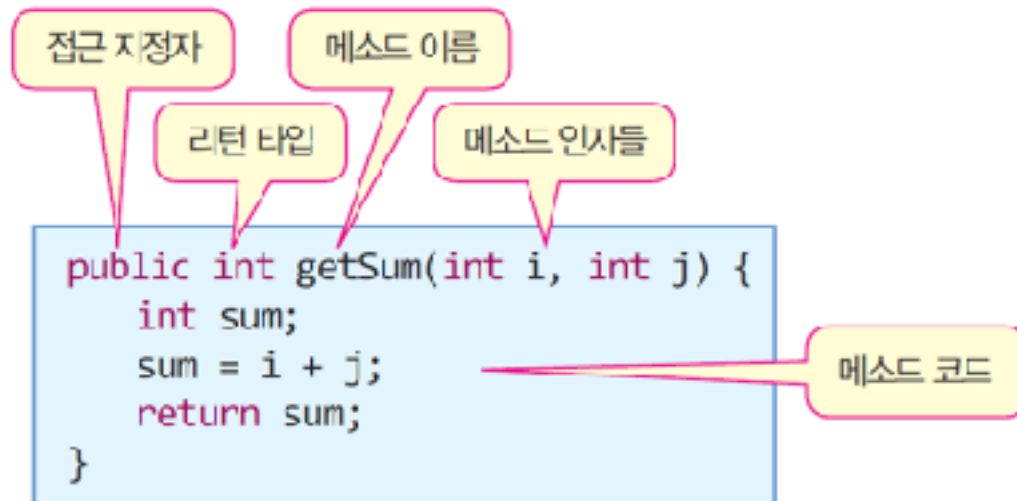 접근 지정자
메소드 이름
리턴 타입
메소드 인자들
public int getSum(int i, int j) {
int sum;
sum = i + j;
메소드 코드
return sum;
}